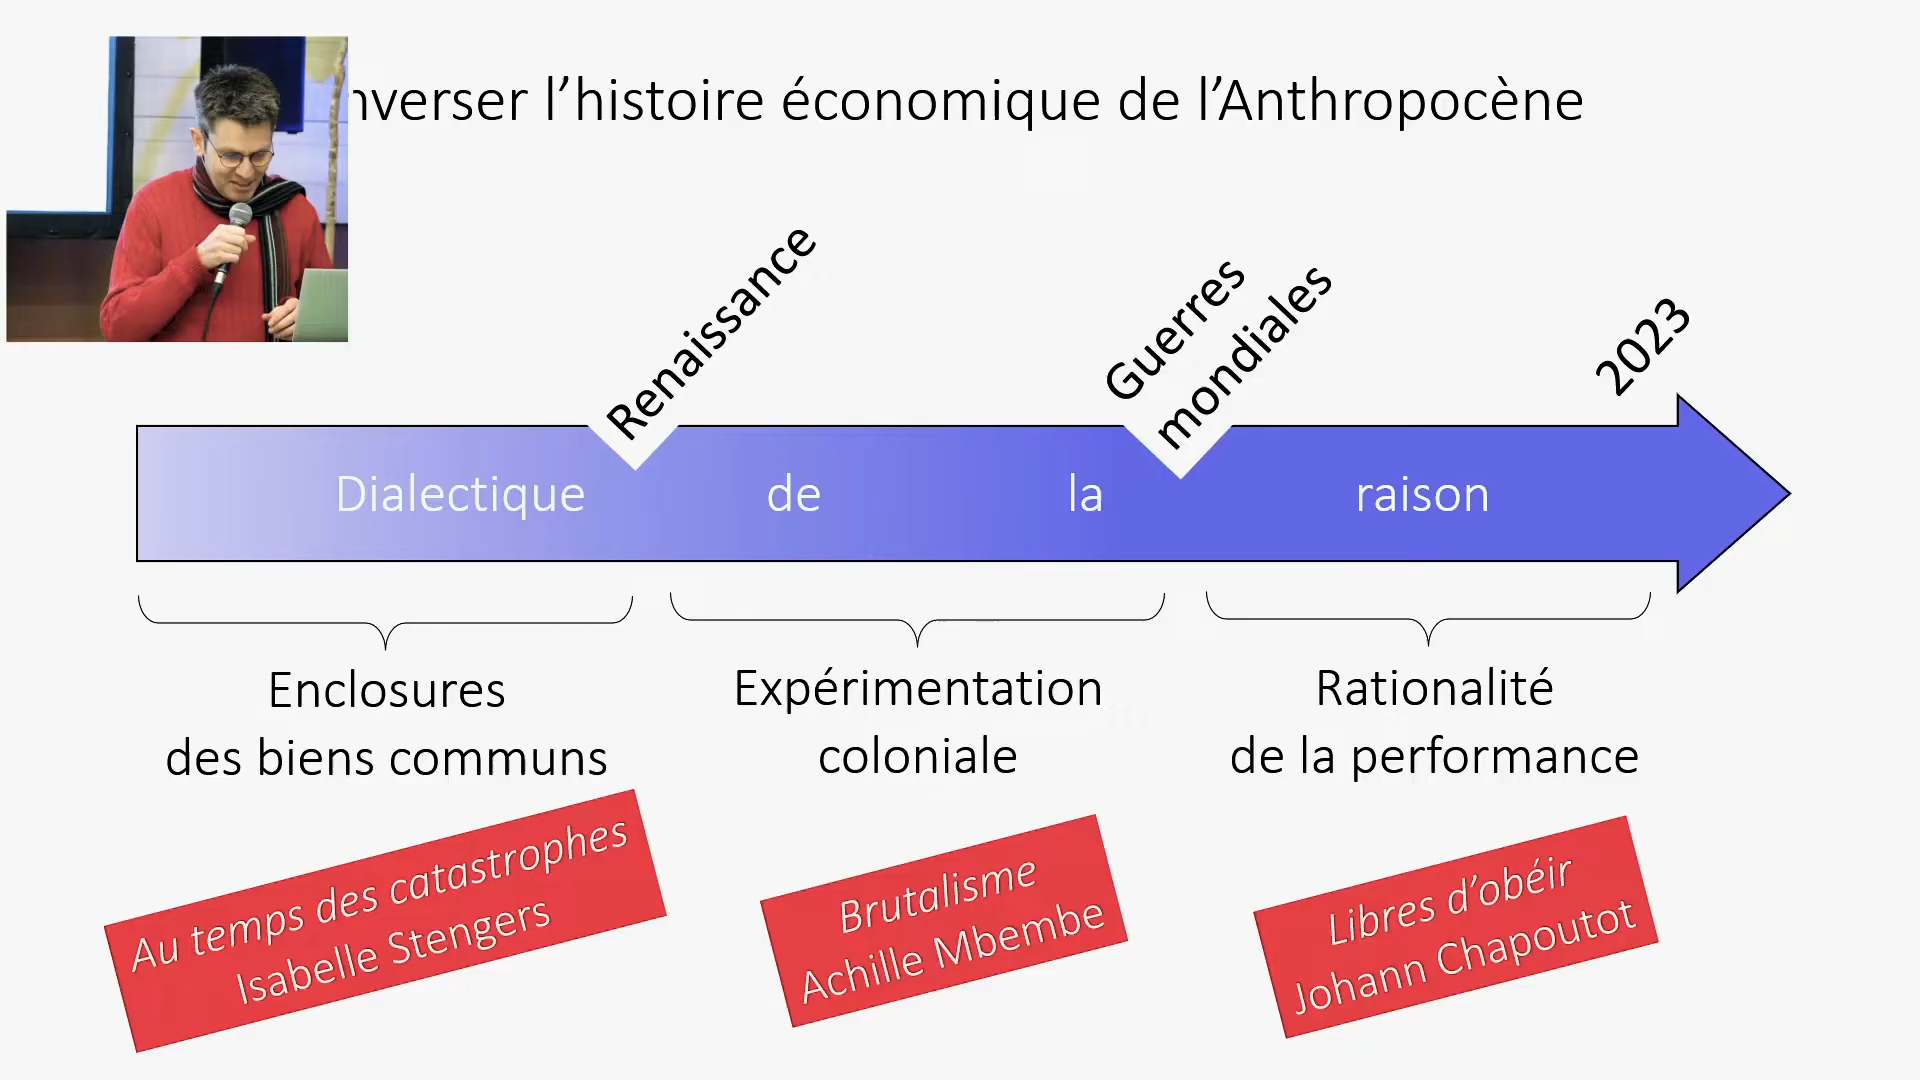 nverser l’histoire économique de l’Anthropocène
Renaissance
Guerres
mondiales
2023
Dialectique de la raison
Enclosures
des biens communs
Expérimentation
coloniale
Rationalité
de la performance
Au temps des catastrophes
Isabelle Stengers
Brutalisme
Achille Mbembe
Libres d’obéir
Johann Chapoutot